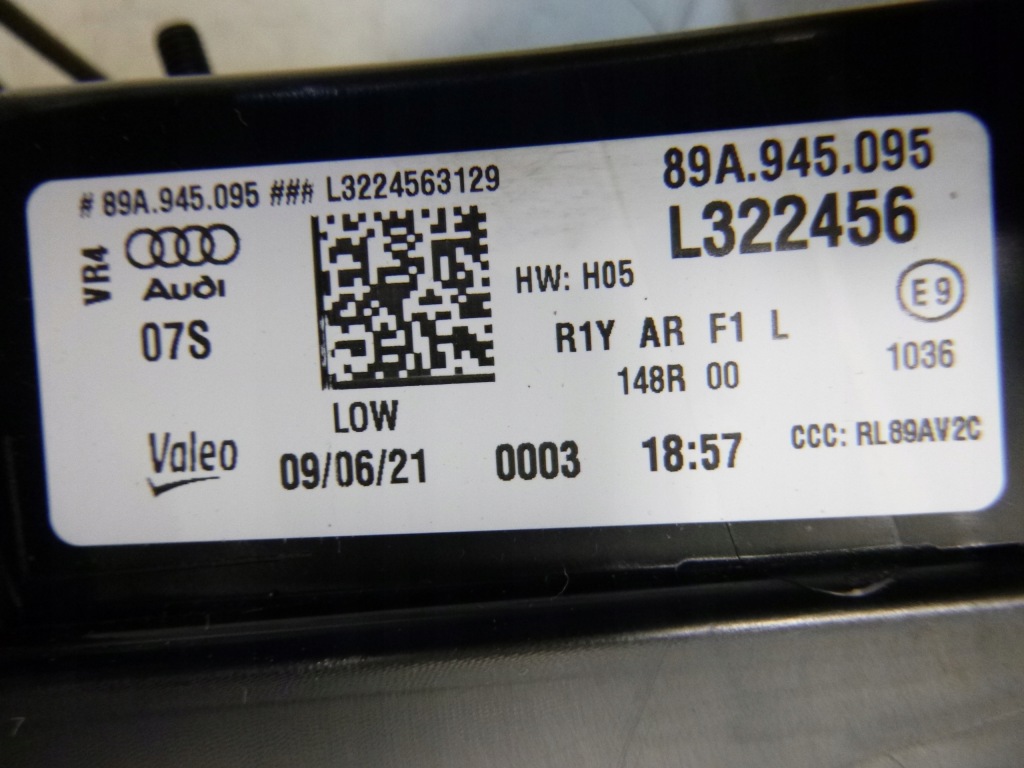 # 89A.945.095 ### L3224563129
89A.945.095
L322456
VR4
Audi
07S
HW: H05
E9
R1Y AR F1 L
1036
148R 00
LOW
Valeo
09/06/21 0003 18:57 CCC: RL89AV2C
7